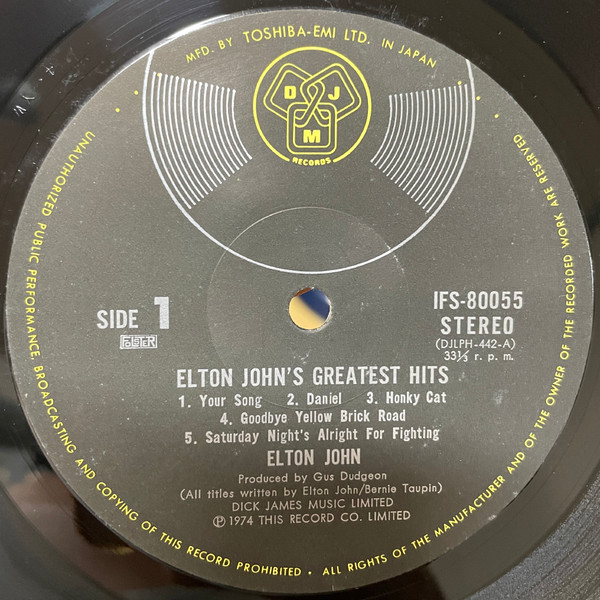 MFD. BY TOSHIBA-EMI LTD. IN JAPAN
D J
M
RECORDS
UNAUTHORIZED PUBLIC PERFORMANCE, BROADCASTING AND COPYING OF THIS RECORD PROHIBITED • ALL RIGHTS OF THE MANUFACTURER AND OF THE OWNER OF THE RECORDED WORK ARE RESERVED
SIDE 1
FOLSTER
IFS-80055
STEREO
(DJLPH-442-A)
33⅓ r. p. m.
ELTON JOHN'S GREATEST HITS
1. Your Song 2. Daniel 3. Honky Cat
4. Goodbye Yellow Brick Road
5. Saturday Night's Alright For Fighting
ELTON JOHN
Produced by Gus Dudgeon
(All titles written by Elton John/Bernie Taupin)
DICK JAMES MUSIC LIMITED
Ⓟ 1974 THIS RECORD CO. LIMITED